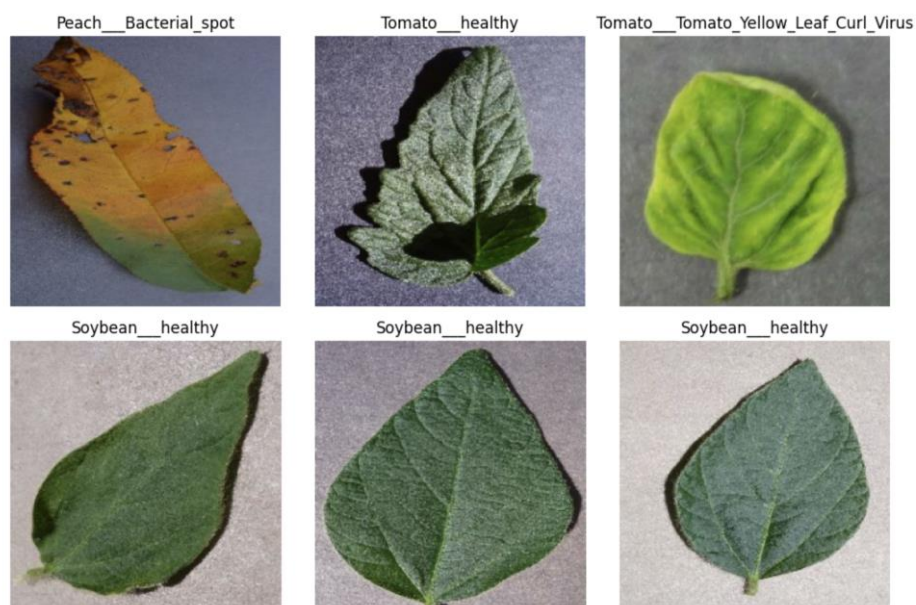 Peach___Bacterial_spot
Tomato___healthy
Tomato___Tomato_Yellow_Leaf_Curl_Virus
Soybean___healthy
Soybean___healthy
Soybean___healthy